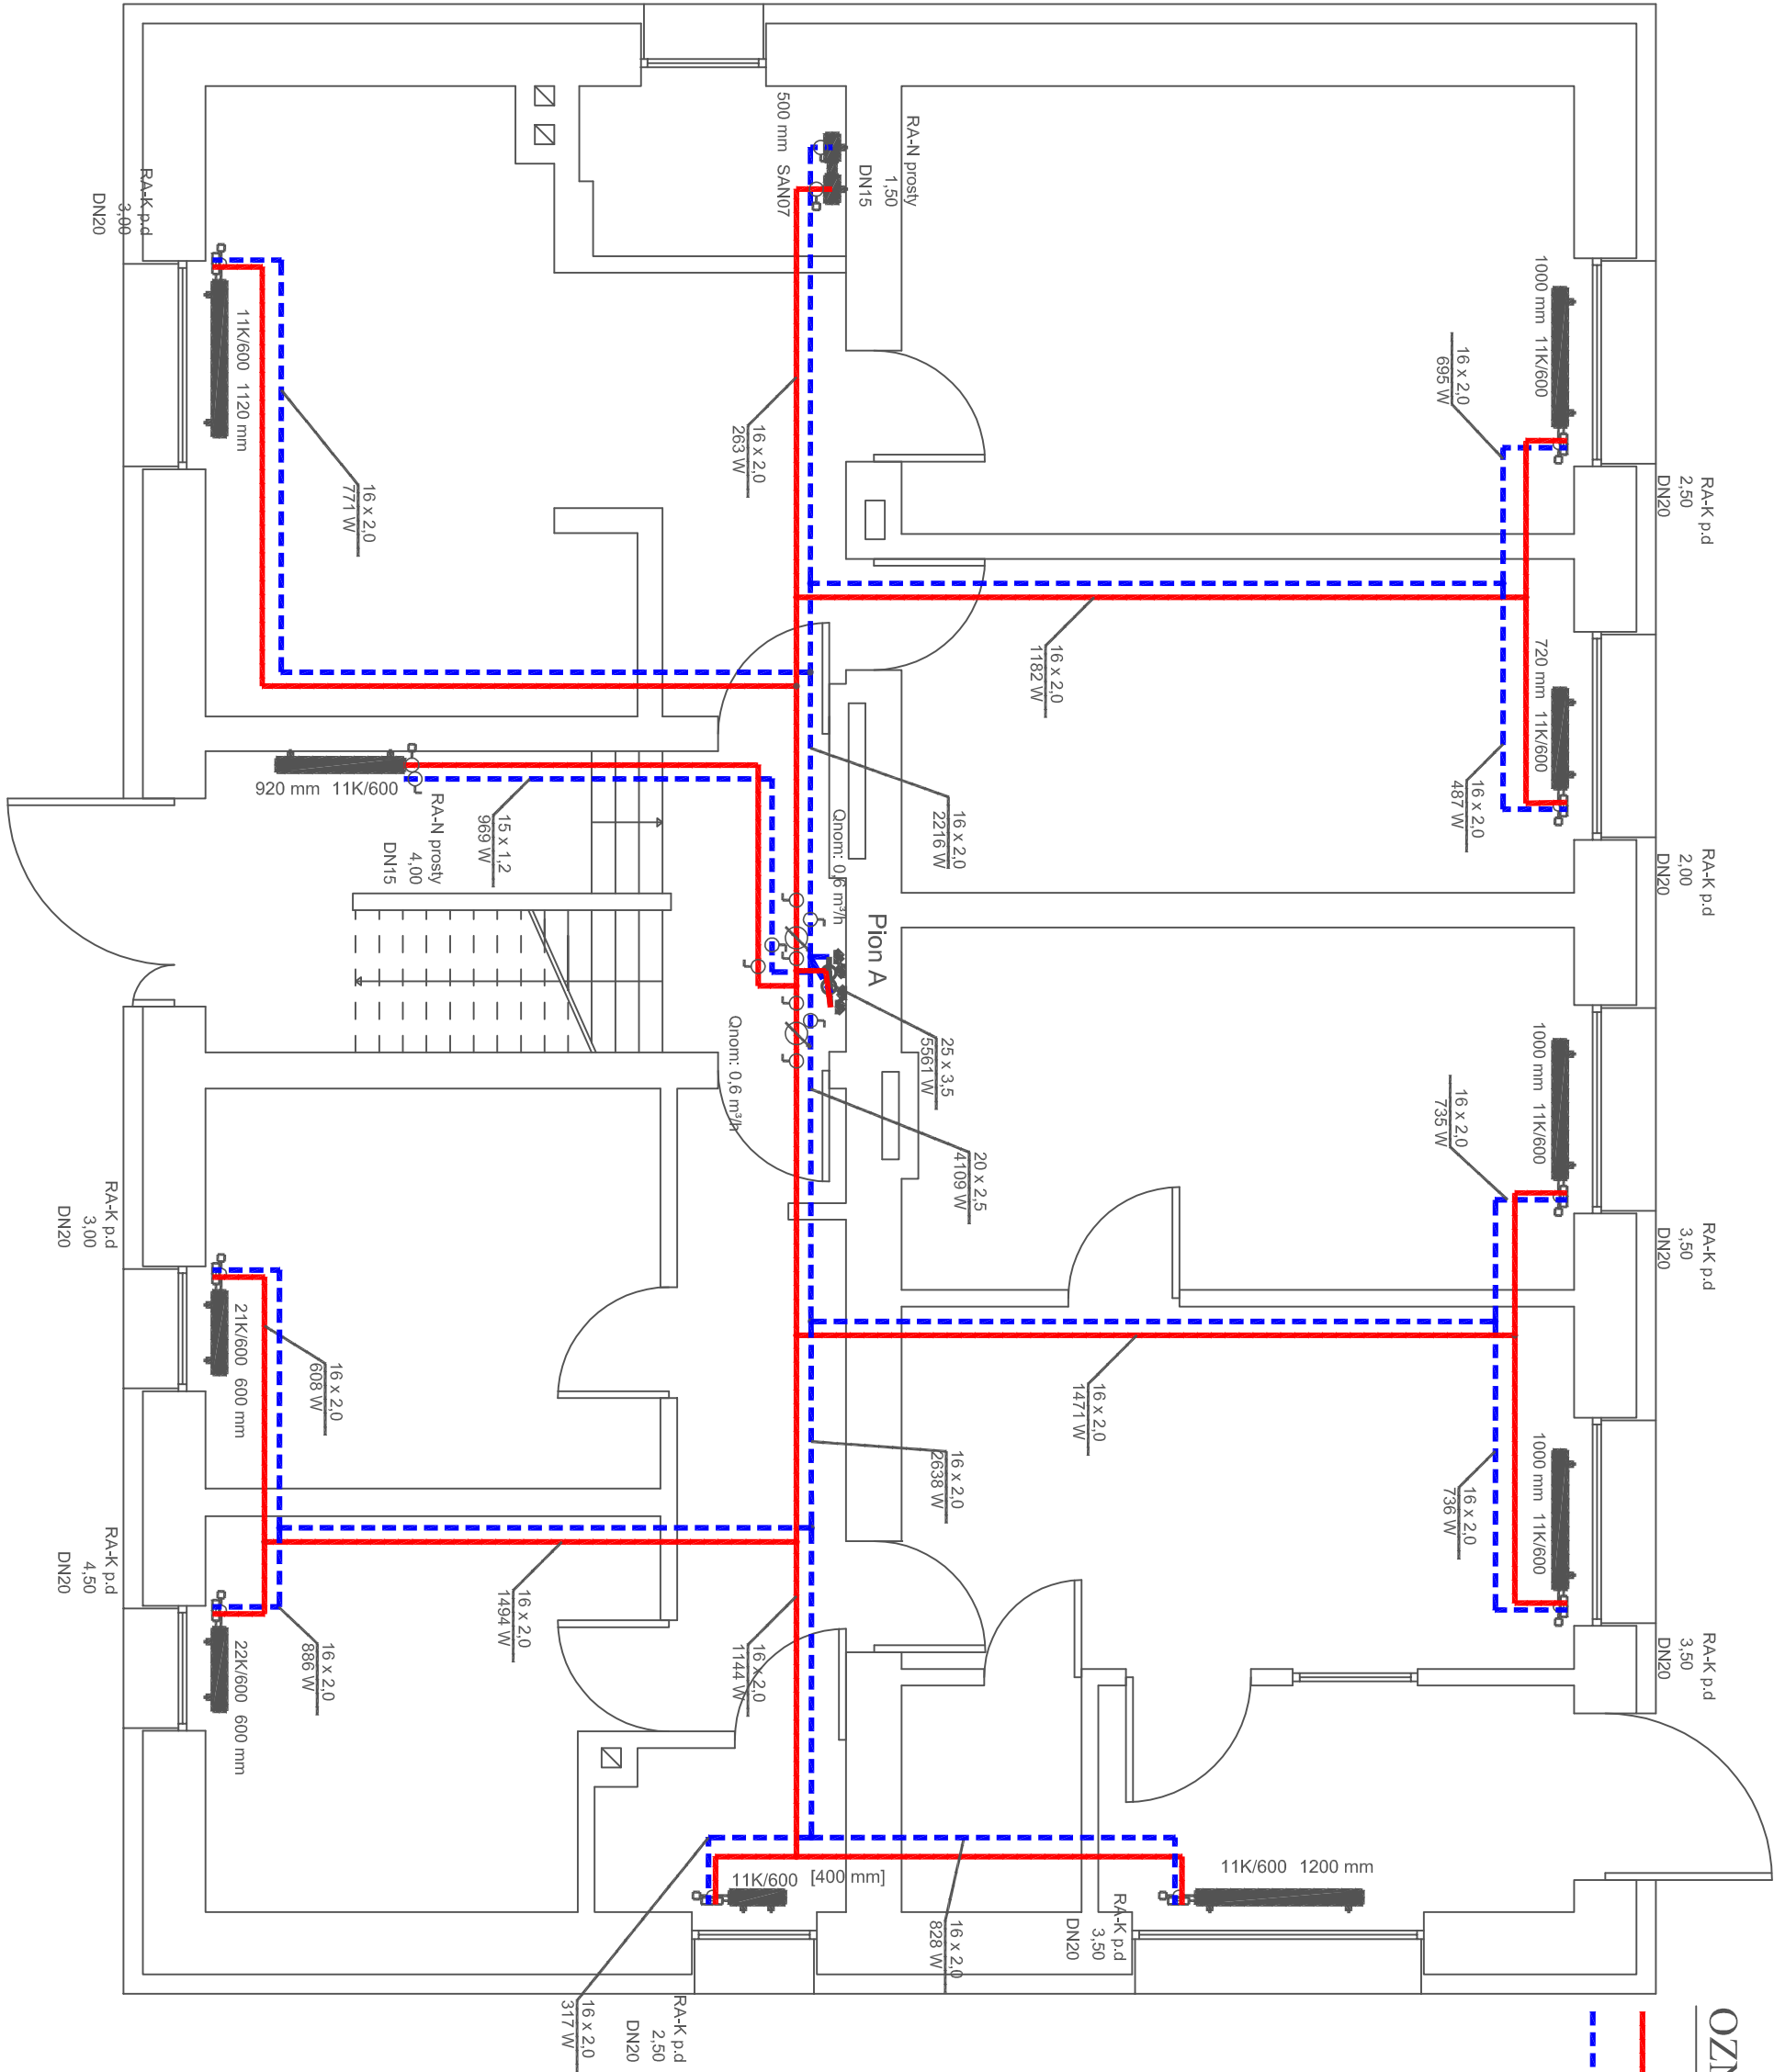 RA-N prosty
1,50
DN15
500 mm SAN07
1000 mm 11K/600
16 x 2,0
695 W
RA-K p.d
2,50
DN20
RA-K p.d
3,00
DN20
11K/600 1120 mm
16 x 2,0
771 W
16 x 2,0
263 W
16 x 2,0
1182 W
720 mm 11K/600
16 x 2,0
487 W
RA-K p.d
2,00
DN20
920 mm 11K/600
RA-N prosty
4,00
DN15
15 x 1,2
969 W
16 x 2,0
2216 W
Qnom: 0,6 m³/h
Pion A
25 x 3,5
5561 W
Qnom: 0,6 m³/h
20 x 2,5
4109 W
1000 mm 11K/600
16 x 2,0
735 W
RA-K p.d
3,50
DN20
RA-K p.d
3,00
DN20
21K/600 600 mm
16 x 2,0
608 W
16 x 2,0
1471 W
16 x 2,0
2638 W
1000 mm 11K/600
16 x 2,0
736 W
RA-K p.d
3,50
DN20
RA-K p.d
4,50
DN20
22K/600 600 mm
16 x 2,0
886 W
16 x 2,0
1494 W
16 x 2,0
1144 W
11K/600 [400 mm]
11K/600 1200 mm
RA-K p.d
3,50
DN20
16 x 2,0
828 W
16 x 2,0
317 W
RA-K p.d
2,50
DN20